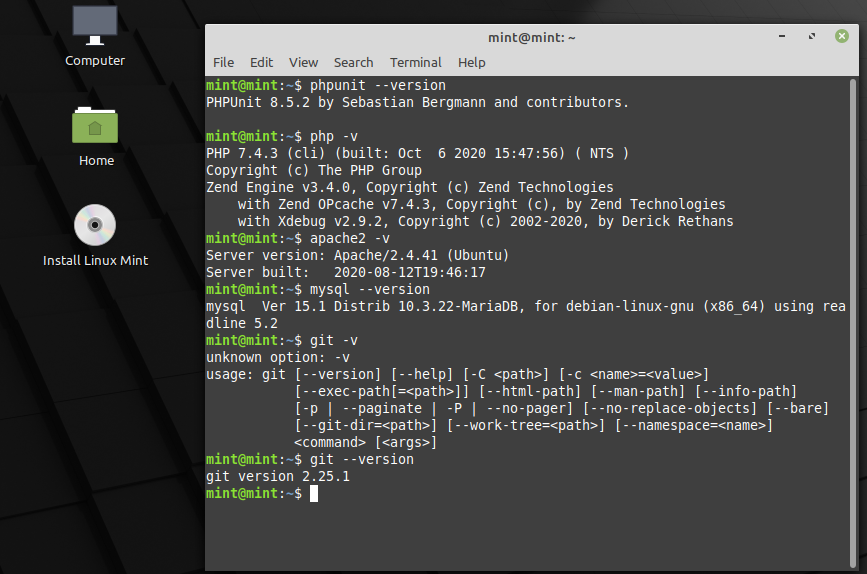 Computer
Home
Install Linux Mint
mint@mint: ~
File Edit View Search Terminal Help
mint@mint:~$ phpunit --version
PHPUnit 8.5.2 by Sebastian Bergmann and contributors.
mint@mint:~$ php -v
PHP 7.4.3 (cli) (built: Oct  6 2020 15:47:56) ( NTS )
Copyright (c) The PHP Group
Zend Engine v3.4.0, Copyright (c) Zend Technologies
    with Zend OPcache v7.4.3, Copyright (c), by Zend Technologies
    with Xdebug v2.9.2, Copyright (c) 2002-2020, by Derick Rethans
mint@mint:~$ apache2 -v
Server version: Apache/2.4.41 (Ubuntu)
Server built:   2020-08-12T19:46:17
mint@mint:~$ mysql --version
mysql  Ver 15.1 Distrib 10.3.22-MariaDB, for debian-linux-gnu (x86_64) using rea
dline 5.2
mint@mint:~$ git -v
unknown option: -v
usage: git [--version] [--help] [-C <path>] [-c <name>=<value>]
           [--exec-path[=<path>]] [--html-path] [--man-path] [--info-path]
           [-p | --paginate | -P | --no-pager] [--no-replace-objects] [--bare]
           [--git-dir=<path>] [--work-tree=<path>] [--namespace=<name>]
           <command> [<args>]
mint@mint:~$ git --version
git version 2.25.1
mint@mint:~$